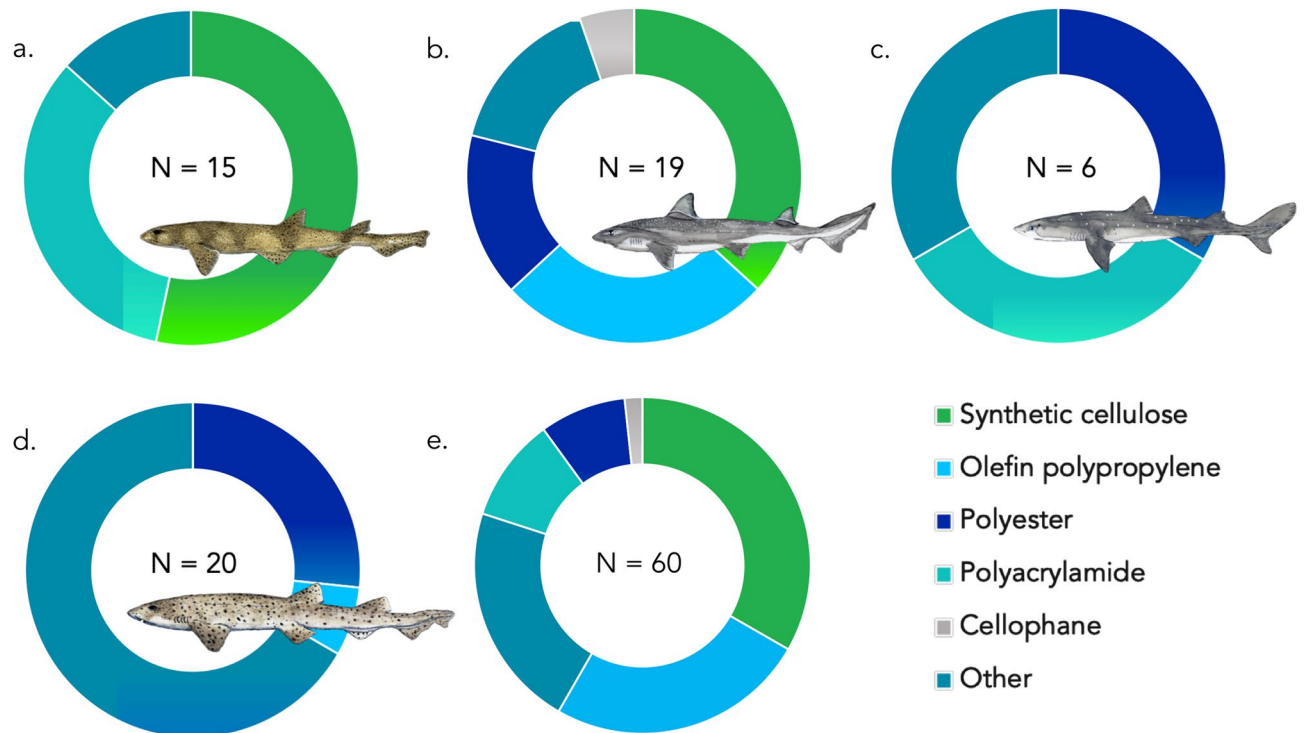 a.
N = 15
b.
N = 19
c.
N = 6
d.
N = 20
e.
N = 60
Synthetic cellulose
Olefin polypropylene
Polyester
Polyacrylamide
Cellophane
Other